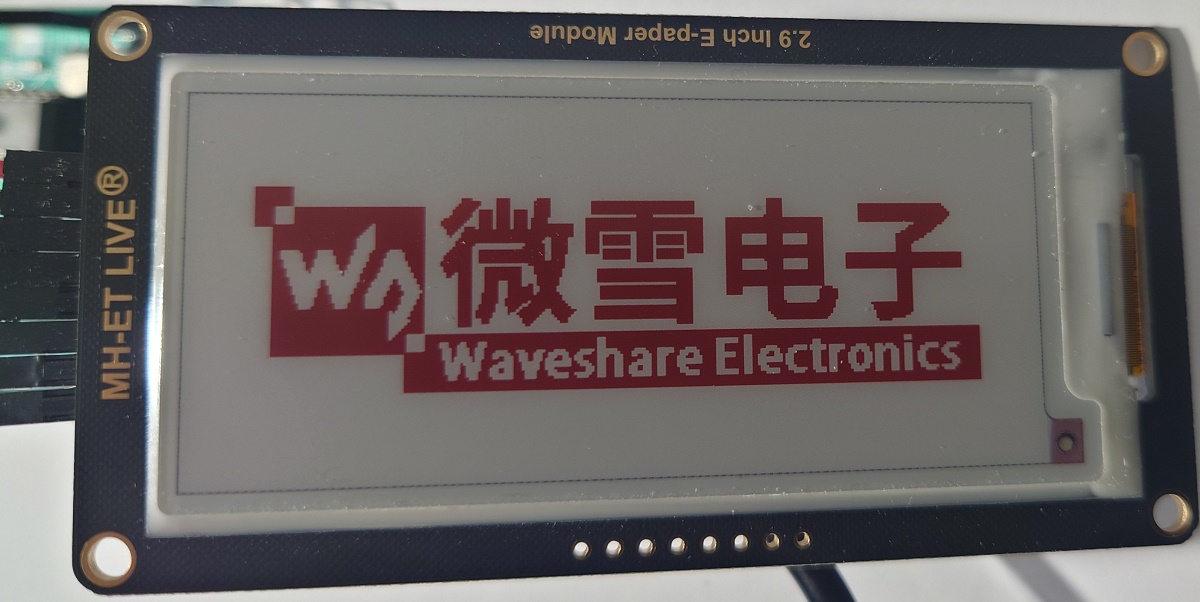 2.9 Inch E-paper Module
MH-ET LIVE®
微雪电子
Waveshare Electronics